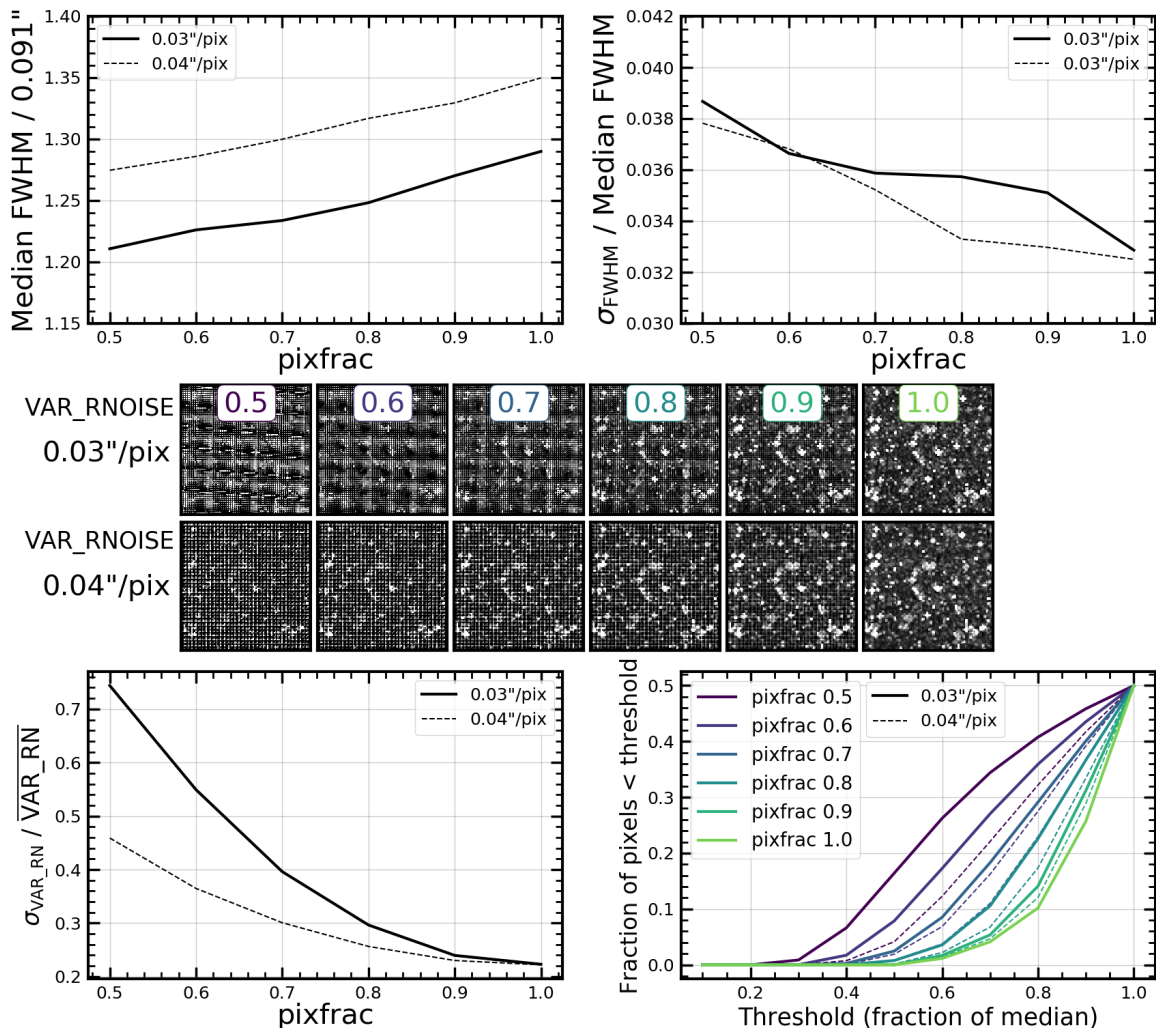 Median FWHM / 0.091"
1.40
1.35
1.30
1.25
1.20
1.15
0.03"/pix
0.04"/pix
0.5 0.6 0.7 0.8 0.9 1.0
pixfrac
σFWHM / Median FWHM
0.042
0.040
0.038
0.036
0.034
0.032
0.030
0.03"/pix
0.03"/pix
0.5 0.6 0.7 0.8 0.9 1.0
pixfrac
VAR_RNOISE
0.03"/pix
0.5 0.6 0.7 0.8 0.9 1.0
VAR_RNOISE
0.04"/pix
σVAR_RN / VAR_RN
0.7
0.6
0.5
0.4
0.3
0.2
0.03"/pix
0.04"/pix
0.5 0.6 0.7 0.8 0.9 1.0
pixfrac
Fraction of pixels < threshold
0.5
0.4
0.3
0.2
0.1
0.0
pixfrac 0.5
pixfrac 0.6
pixfrac 0.7
pixfrac 0.8
pixfrac 0.9
pixfrac 1.0
0.03"/pix
0.04"/pix
0.2 0.4 0.6 0.8 1.0
Threshold (fraction of median)